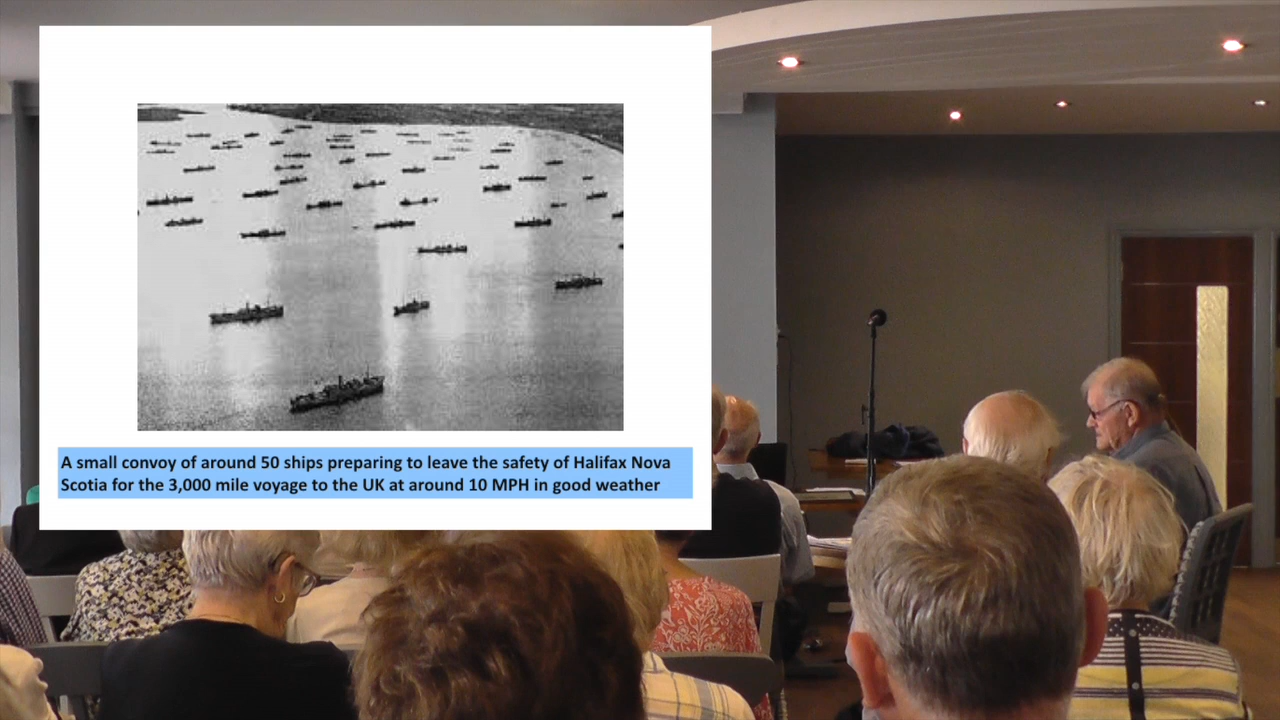 A small convoy of around 50 ships preparing to leave the safety of Halifax Nova
Scotia for the 3,000 mile voyage to the UK at around 10 MPH in good weather